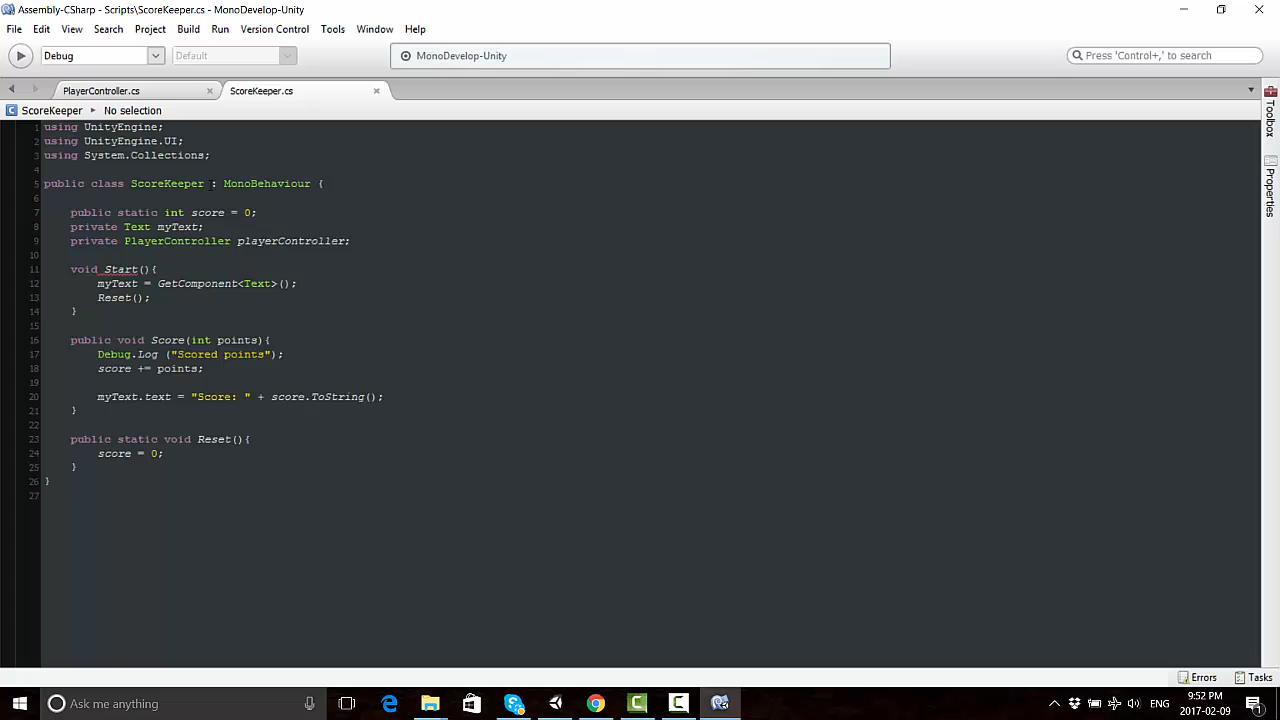 Assembly-CSharp - Scripts\ScoreKeeper.cs - MonoDevelop-Unity
File Edit View Search Project Build Run Version Control Tools Window Help
Debug Default MonoDevelop-Unity Press 'Control+,' to search
PlayerController.cs ScoreKeeper.cs
ScoreKeeper No selection
Toolbox
Properties
1 using UnityEngine;
2 using UnityEngine.UI;
3 using System.Collections;
4
5 public class ScoreKeeper : MonoBehaviour {
6
7 public static int score = 0;
8 private Text myText;
9 private PlayerController playerController;
10
11 void Start(){
12 myText = GetComponent<Text>();
13 Reset();
14 }
15
16 public void Score(int points){
17 Debug.Log ("Scored points");
18 score += points;
19
20 myText.text = "Score: " + score.ToString();
21 }
22
23 public static void Reset(){
24 score = 0;
25 }
26 }
27
Errors Tasks
Ask me anything
ENG
9:52 PM
2017-02-09